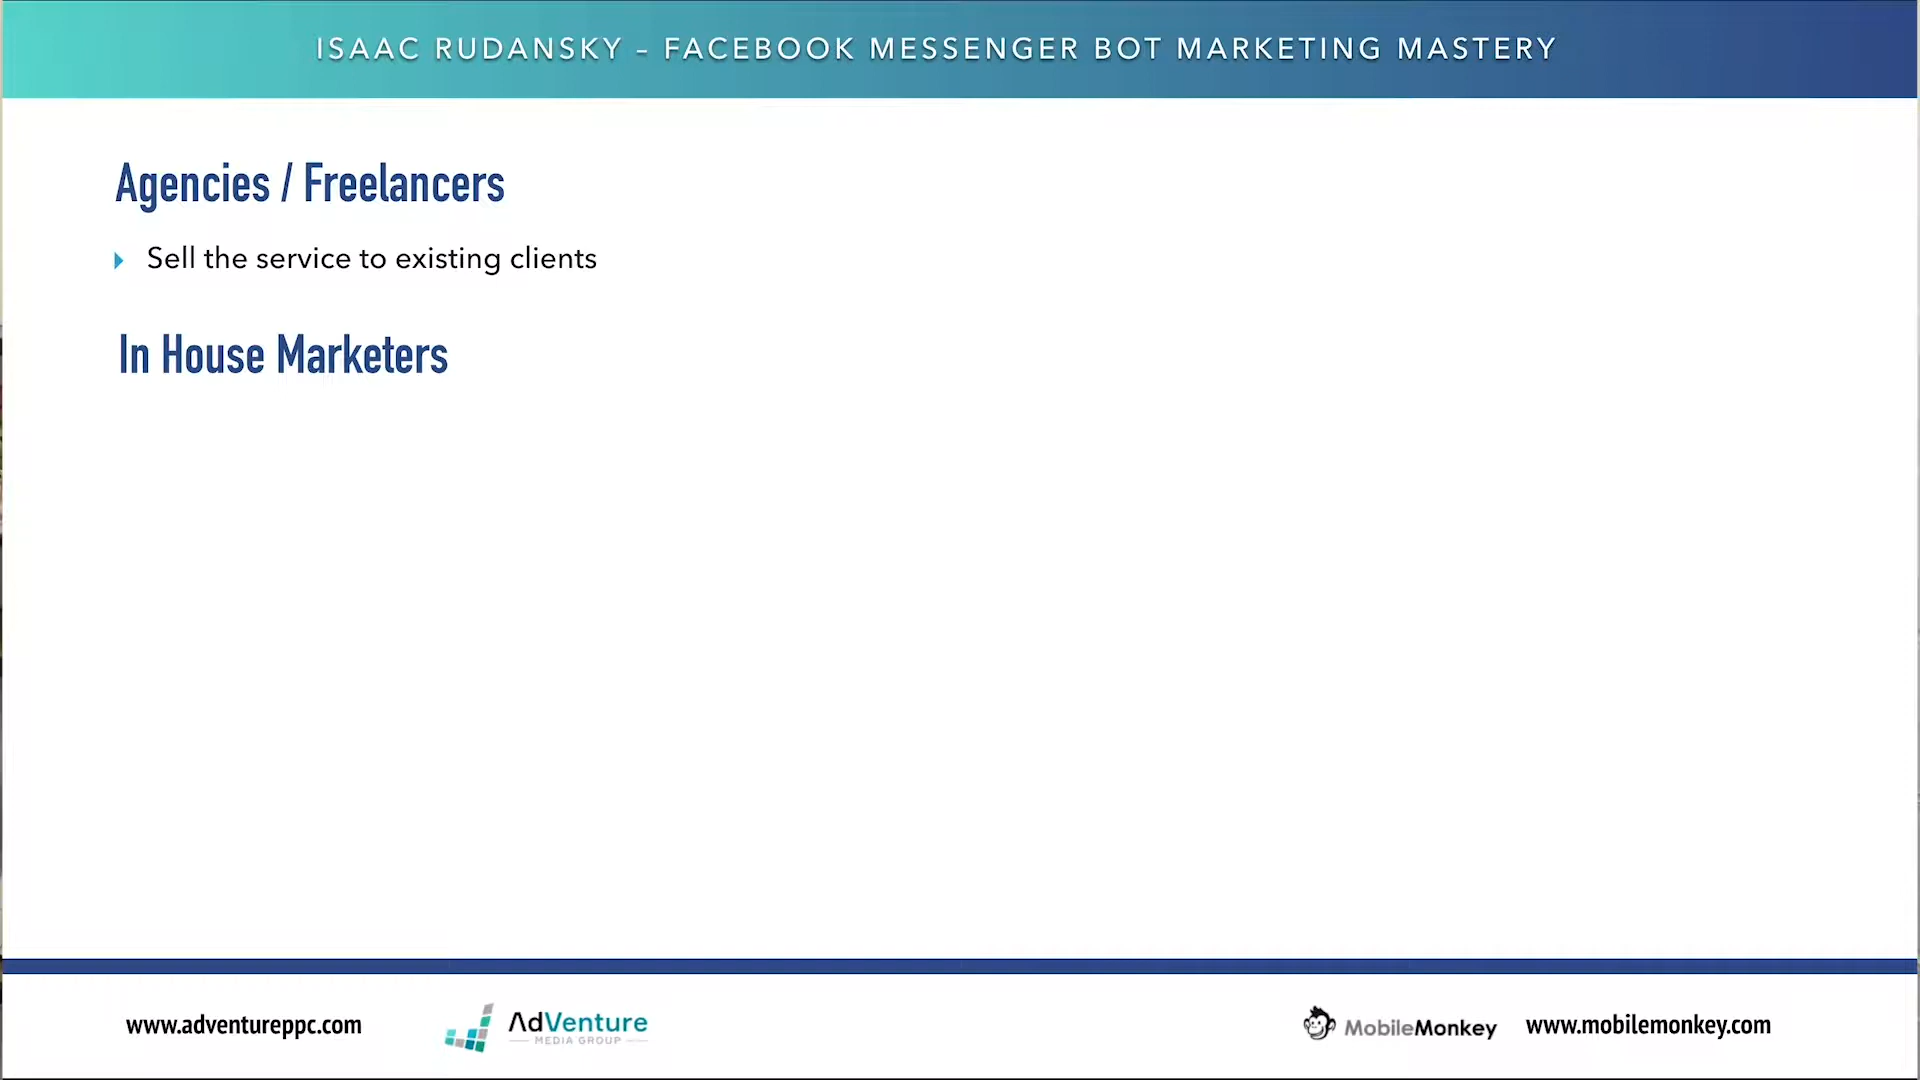 ISAAC RUDANSKY – FACEBOOK MESSENGER BOT MARKETING MASTERY
Agencies / Freelancers
Sell the service to existing clients
In House Marketers
www.adventureppc.com
AdVenture
MEDIA GROUP
MobileMonkey
www.mobilemonkey.com